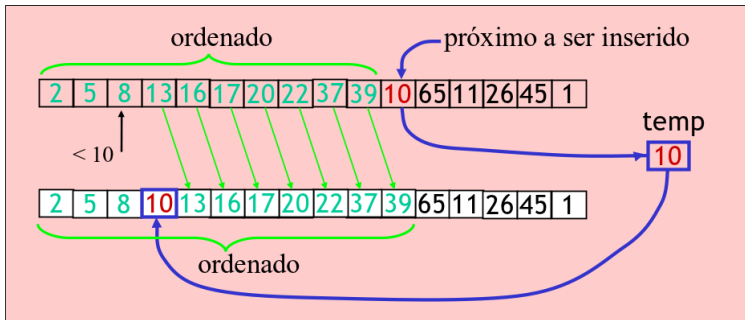 ordenado
próximo a ser inserido
2 5 8 13 16 17 20 22 37 39 10 65 11 26 45 1
temp
< 10
10
2 5 8 10 13 16 17 20 22 37 39 65 11 26 45 1
ordenado